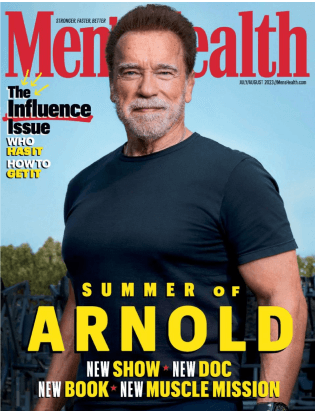 STRONGER. FASTER. BETTER
Men'sHealth
JULY/AUGUST 2023//MensHealth.com
The
Influence
Issue
WHO
HAS IT
HOW TO
GET IT
SUMMER OF
ARNOLD
NEW SHOW * NEW DOC
NEW BOOK * NEW MUSCLE MISSION